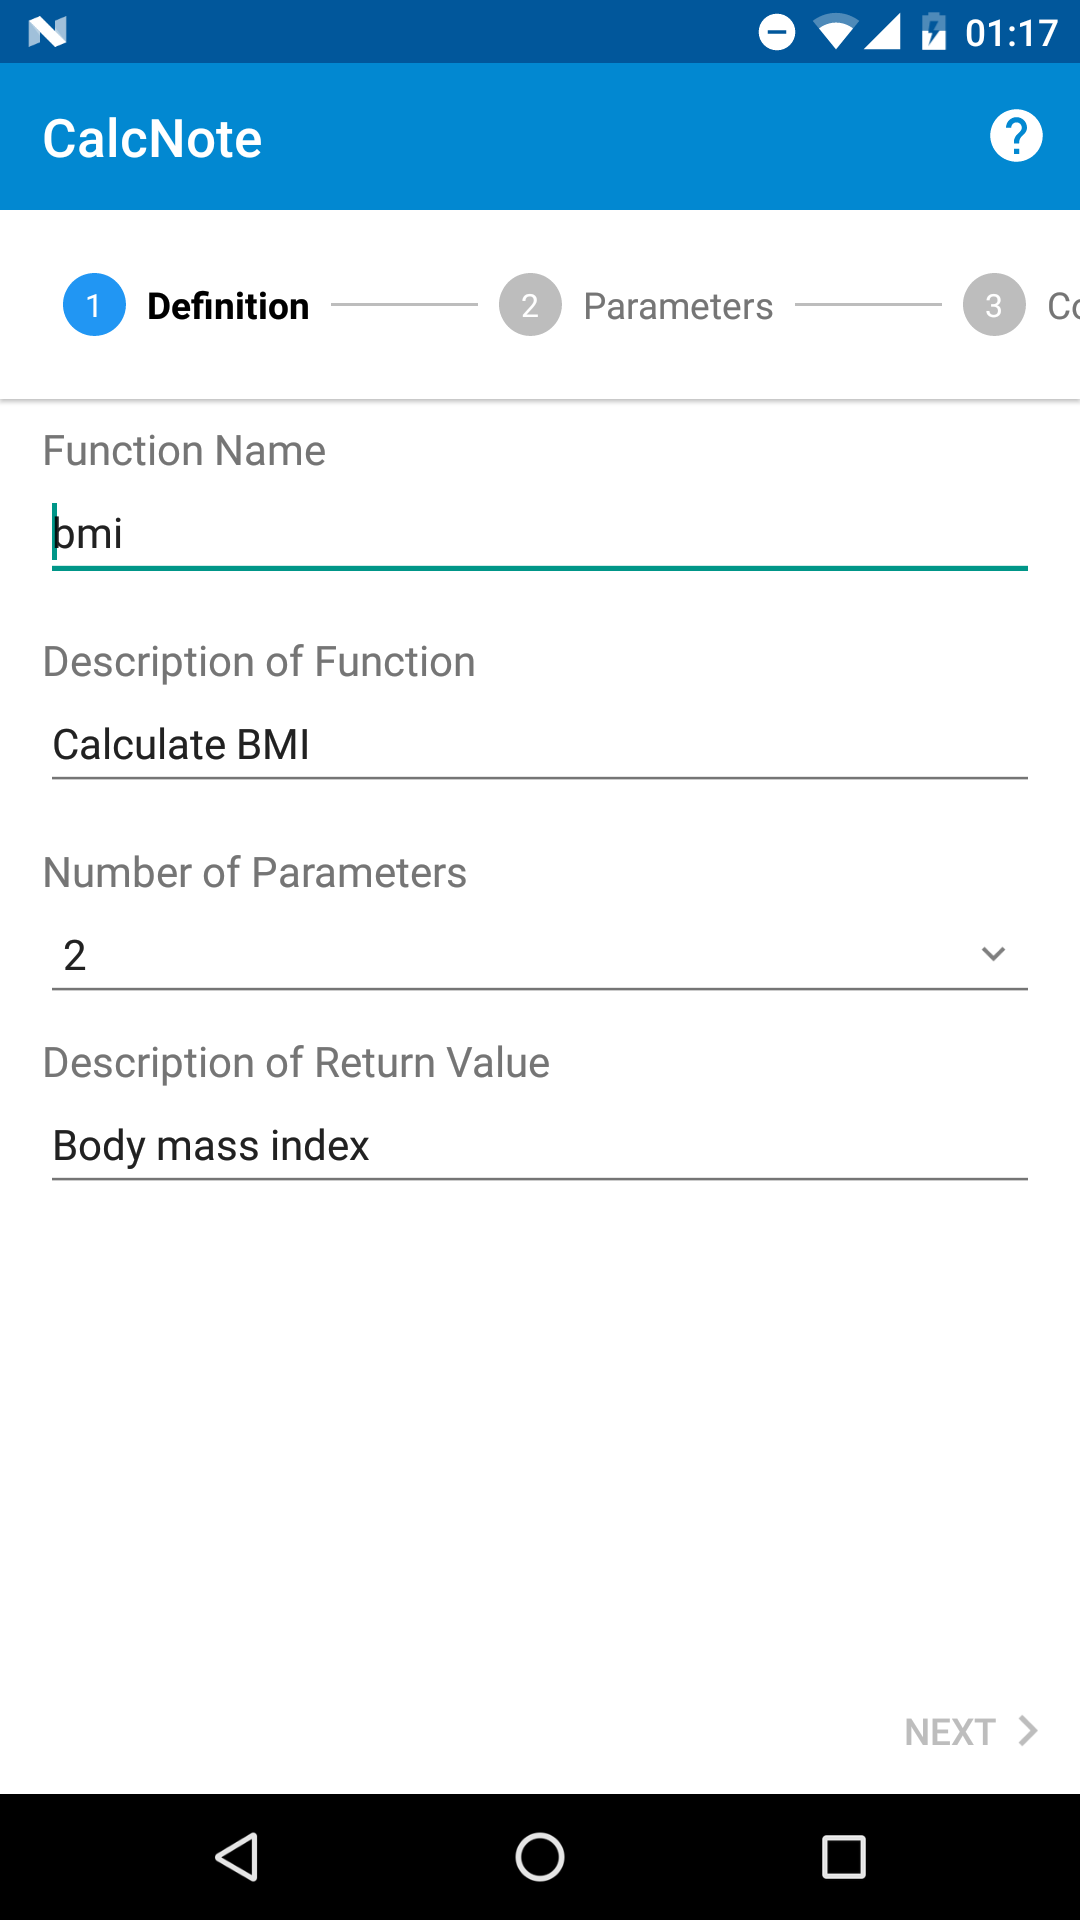 01:17
CalcNote
1 Definition 2 Parameters 3 Co
Function Name
bmi
Description of Function
Calculate BMI
Number of Parameters
2
Description of Return Value
Body mass index
NEXT